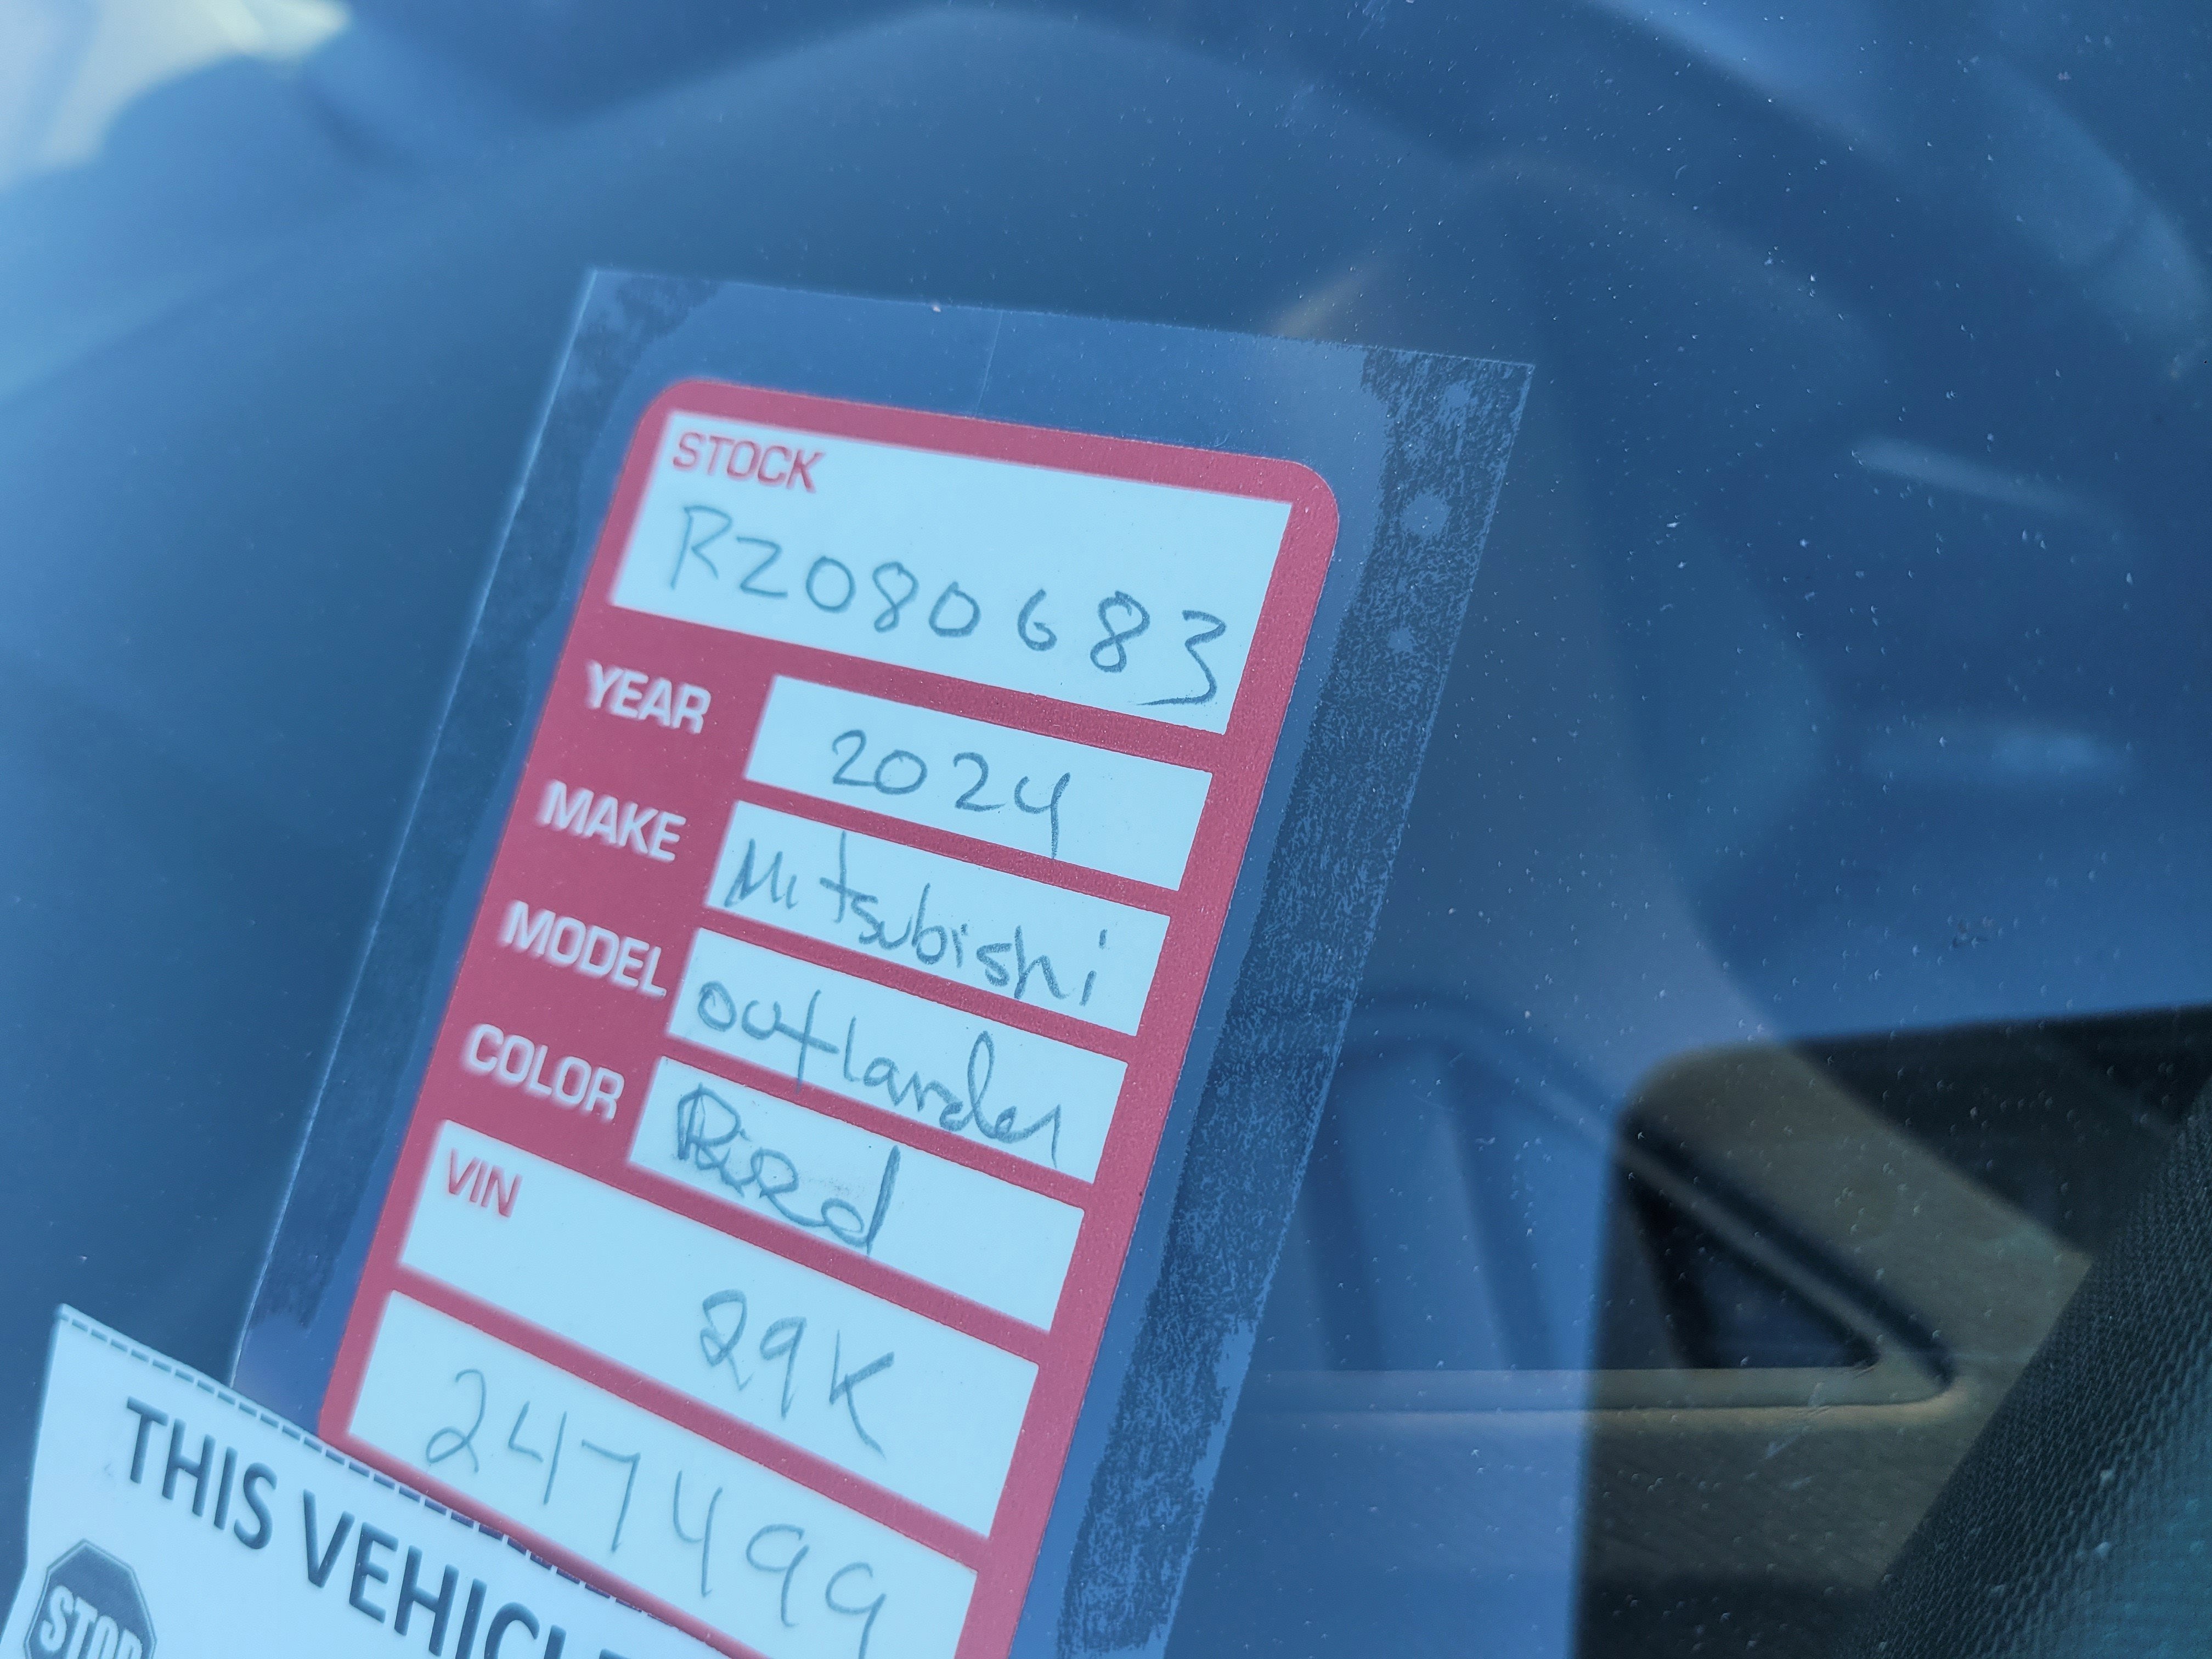 STOCK
RZ080683
YEAR 2024
MAKE Mitsubishi
MODEL outlander
COLOR Red
VIN
29K
247499
THIS VEHICLE
STOP